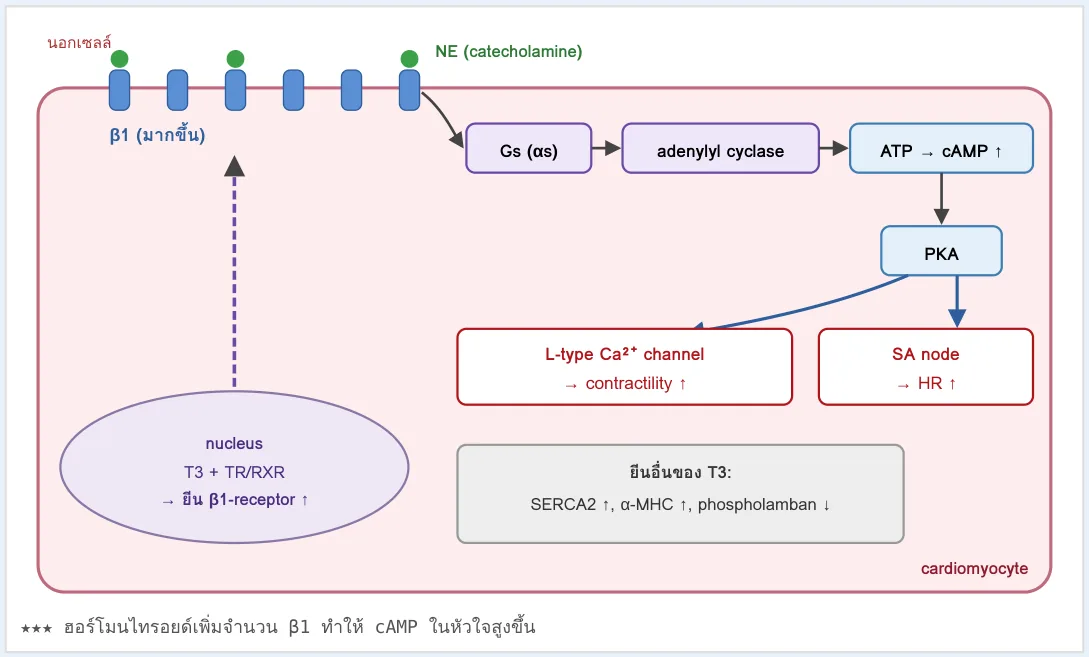 นอกเซลล์
NE (catecholamine)
β1 (มากขึ้น)
Gs (αs)
adenylyl cyclase
ATP → cAMP ↑
PKA
L-type Ca²⁺ channel
→ contractility ↑
SA node
→ HR ↑
nucleus
T3 + TR/RXR
→ ยีน β1-receptor ↑
ยีนอื่นของ T3:
SERCA2 ↑, α-MHC ↑, phospholamban ↓
cardiomyocyte
★★★ ฮอร์โมนไทรอยด์เพิ่มจำนวน β1 ทำให้ cAMP ในหัวใจสูงขึ้น